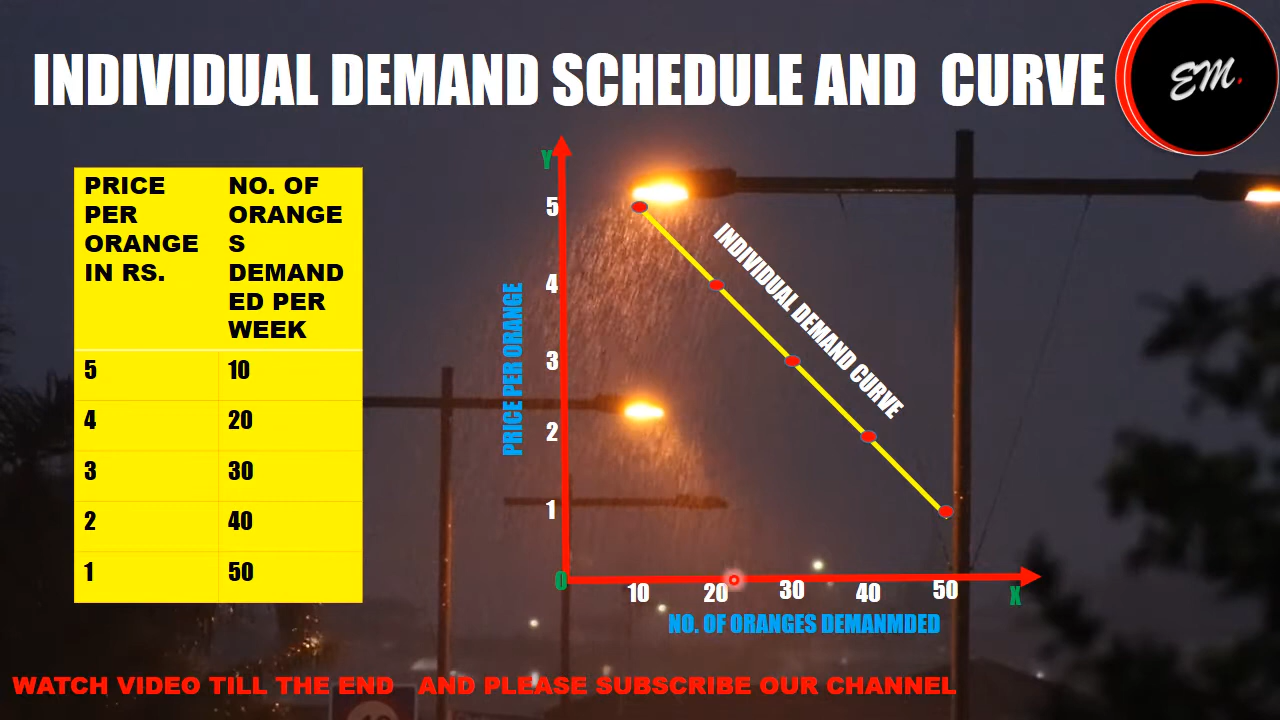 INDIVIDUAL DEMAND SCHEDULE AND CURVE
EM.
PRICE
PER
ORANGE
IN RS.
NO. OF
ORANGE
S
DEMAND
ED PER
WEEK
5 10
4 20
3 30
2 40
1 50
Y
5
4
3
2
1
0
PRICE PER ORANGE
INDIVIDUAL DEMAND CURVE
10 20 30 40 50
X
NO. OF ORANGES DEMANMDED
WATCH VIDEO TILL THE END AND PLEASE SUBSCRIBE OUR CHANNEL